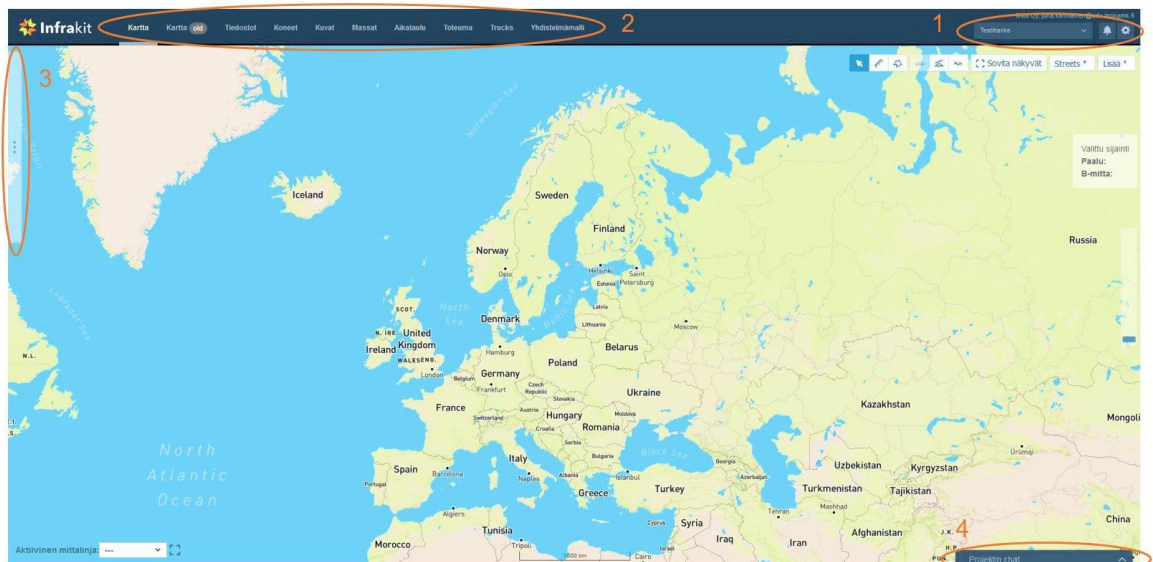 Infrakit
Kartta
Kartta old
Tiedostot
Koneet
Kuvat
Massat
Aikataulu
Toteuma
Trucks
Yhdistelmämalli
2
1
Testihanke
3
Sovita näkyvät
Streets
Lisää
Valittu sijainti
Paalu:
B-mitta:
Norwegian Sea
Iceland
Sweden
Finland
Norway
Russia
Oslo
Helsinki
Saint
Petersburg
Estonia
Labrador Sea
North
Sea
Baltic Sea
Latvia
SCOT.
Denmark
Lithuania
Moscow
N. IRE.
United
Kingdom
Ireland
WALES
ENG.
N.L.
Hamburg
Belarus
Poland
London
Belgium
Germany
Frankfurt
Czech
Republic
Slovakia
Ukraine
Kazakhstan
France
Switzerland
Austria
Hungary
Moldova
Mongoli
Croatia
Romania
Serbia
North
Atlantic
Ocean
Italy
Bulgaria
Black Sea
Georgia
Ürümqi
Spain
Barcelona
Portugal
Naples
Albania
Istanbul
Azerbaijan
Uzbekistan
Kyrgyzstan
Greece
Turkey
Turkmenistan
Tajikistan
Algiers
Cyprus
Syria
Tehran
Mashhad
China
Tunisia
Morocco
Tripoli
Israel
Iraq
Iran
Afghanistan
J.K.
4
H.P.
PUN.
Aktiivinen mittalinja:
---
1000 km
Cairo
Projektin chat